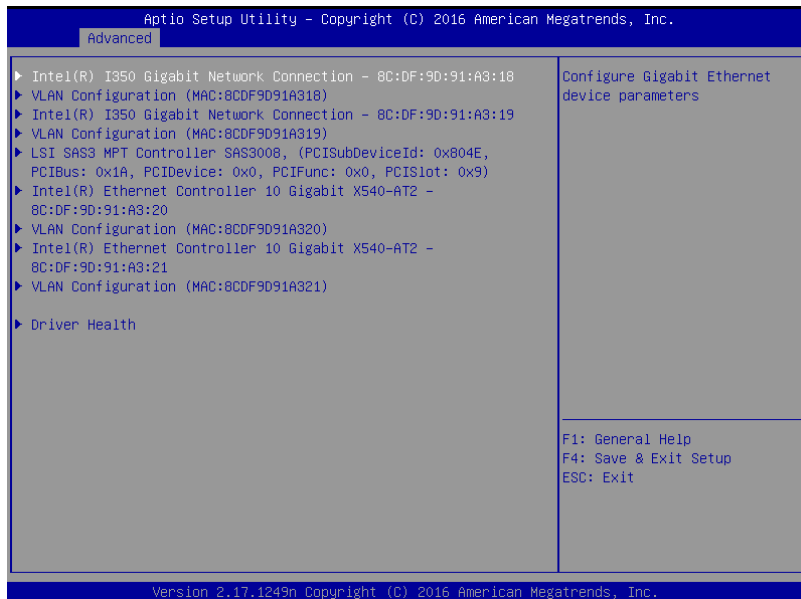 Aptio Setup Utility – Copyright (C) 2016 American Megatrends, Inc.
Advanced
Intel(R) I350 Gigabit Network Connection – 8C:DF:9D:91:A3:18
VLAN Configuration (MAC:8CDF9D91A318)
Intel(R) I350 Gigabit Network Connection – 8C:DF:9D:91:A3:19
VLAN Configuration (MAC:8CDF9D91A319)
LSI SAS3 MPT Controller SAS3008, (PCISubDeviceId: 0x804E,
PCIBus: 0x1A, PCIDevice: 0x0, PCIFunc: 0x0, PCISlot: 0x9)
Intel(R) Ethernet Controller 10 Gigabit X540-AT2 –
8C:DF:9D:91:A3:20
VLAN Configuration (MAC:8CDF9D91A320)
Intel(R) Ethernet Controller 10 Gigabit X540-AT2 –
8C:DF:9D:91:A3:21
VLAN Configuration (MAC:8CDF9D91A321)
Driver Health
Configure Gigabit Ethernet
device parameters
F1: General Help
F4: Save & Exit Setup
ESC: Exit
Version 2.17.1249n Copyright (C) 2016 American Megatrends, Inc.